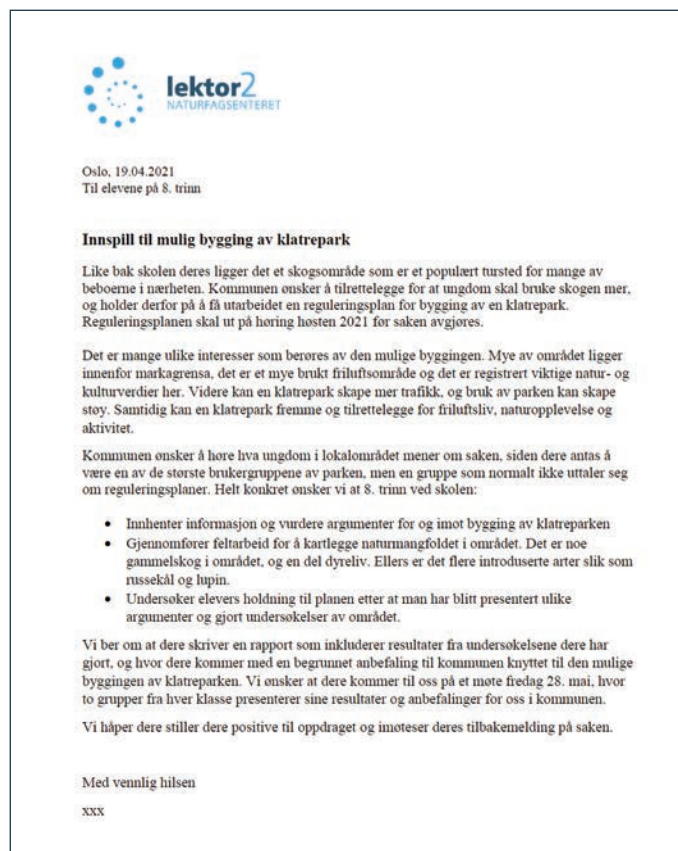 lektor2
NATURFAGSENTERET
Oslo, 19.04.2021
Til elevene på 8. trinn
Innspill til mulig bygging av klatrepark
Like bak skolen deres ligger det et skogsområde som er et populært tursted for mange av
beboerne i nærheten. Kommunen ønsker å tilrettelegge for at ungdom skal bruke skogen mer,
og holder derfor på å få utarbeidet en reguleringsplan for bygging av en klatrepark.
Reguleringsplanen skal ut på høring høsten 2021 før saken avgjøres.
Det er mange ulike interesser som berøres av den mulige byggingen. Mye av området ligger
innenfor markagrensa, det er et mye brukt friluftsområde og det er registrert viktige natur- og
kulturverdier her. Videre kan en klatrepark skape mer trafikk, og bruk av parken kan skape
støy. Samtidig kan en klatrepark fremme og tilrettelegge for friluftsliv, naturopplevelse og
aktivitet.
Kommunen ønsker å høre hva ungdom i lokalområdet mener om saken, siden dere antas å
være en av de største brukergruppene av parken, men en gruppe som normalt ikke uttaler seg
om reguleringsplaner. Helt konkret ønsker vi at 8. trinn ved skolen:
• Innhenter informasjon og vurdere argumenter for og imot bygging av klatreparken
• Gjennomfører feltarbeid for å kartlegge naturmangfoldet i området. Det er noe
gammelskog i området, og en del dyreliv. Ellers er det flere introduserte arter slik som
russekål og lupin.
• Undersøker elevers holdning til planen etter at man har blitt presentert ulike
argumenter og gjort undersøkelser av området.
Vi ber om at dere skriver en rapport som inkluderer resultater fra undersøkelsene dere har
gjort, og hvor dere kommer med en begrunnet anbefaling til kommunen knyttet til den mulige
byggingen av klatreparken. Vi ønsker at dere kommer til oss på et møte fredag 28. mai, hvor
to grupper fra hver klasse presenterer sine resultater og anbefalinger for oss i kommunen.
Vi håper dere stiller dere positive til oppdraget og imøteser deres tilbakemelding på saken.
Med vennlig hilsen
xxx